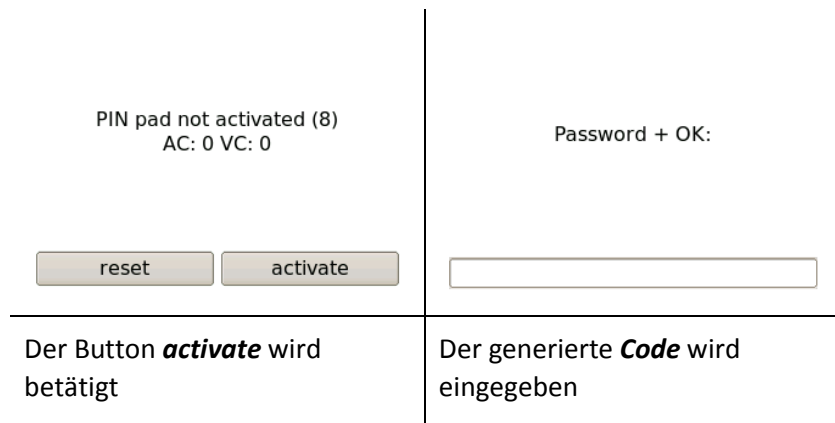 PIN pad not activated (8)
AC: 0 VC: 0
reset
activate
Der Button activate wird
betätigt
Password + OK:
Der generierte Code wird
eingegeben